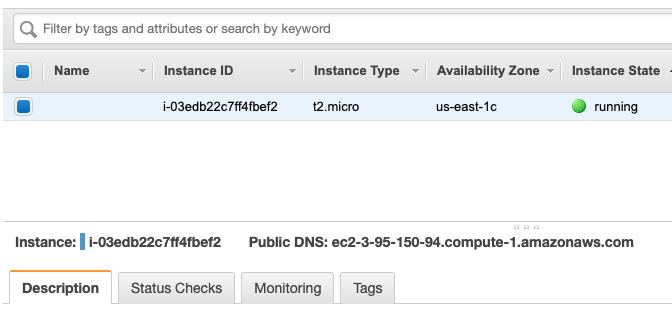 Filter by tags and attributes or search by keyword
Name Instance ID Instance Type Availability Zone Instance State
i-03edb22c7ff4fbef2 t2.micro us-east-1c running
Instance: i-03edb22c7ff4fbef2 Public DNS: ec2-3-95-150-94.compute-1.amazonaws.com
Description Status Checks Monitoring Tags